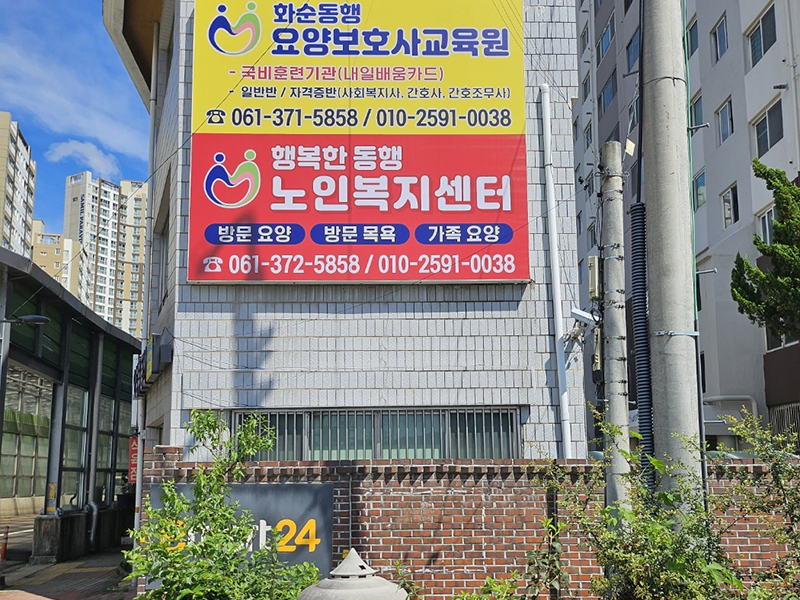 화순동행
요양보호사교육원
- 국비훈련기관(내일배움카드)
- 일반반 / 자격증반(사회복지사, 간호사, 간호조무사)
☎ 061-371-5858 / 010-2591-0038
행복한 동행
노인복지센터
방문 요양 방문 목욕 가족 요양
☎ 061-372-5858 / 010-2591-0038
24